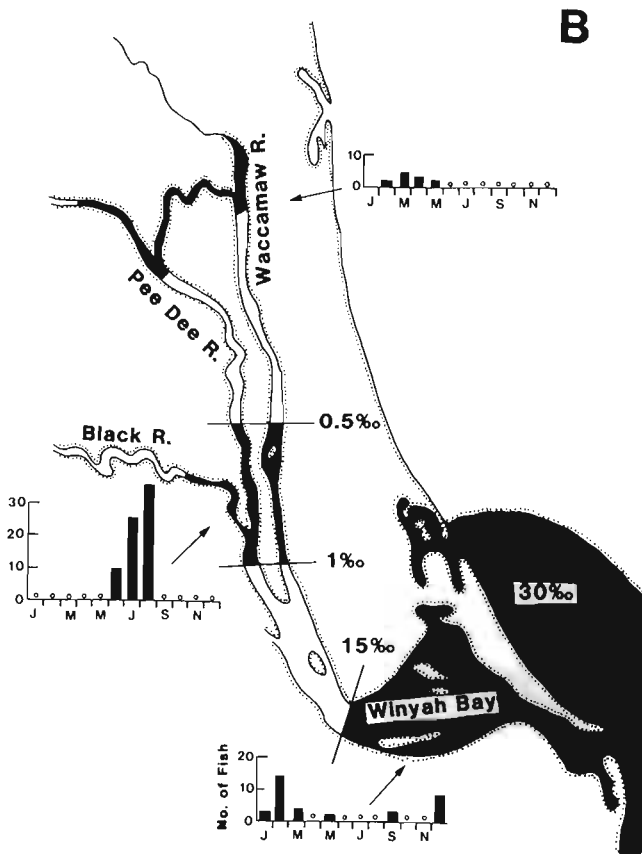 B
Waccamaw R.
10
0
J M M J S N
Pee Dee R.
0.5‰
Black R.
30
20
10
0
J M M J S N
1‰
30‰
15‰
Winyah Bay
No. of Fish
20
10
0
J M M J S N